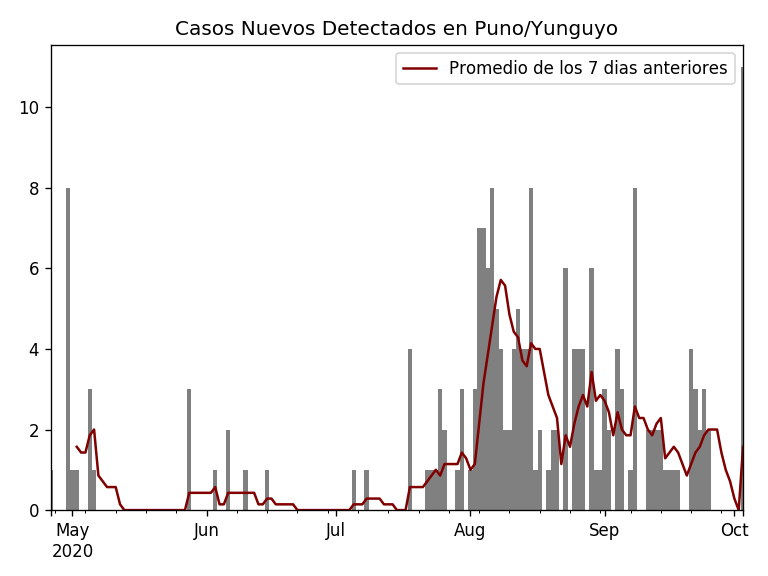 Casos Nuevos Detectados en Puno/Yunguyo
Promedio de los 7 dias anteriores
10
8
6
4
2
0
May Jun Jul Aug Sep Oct
2020